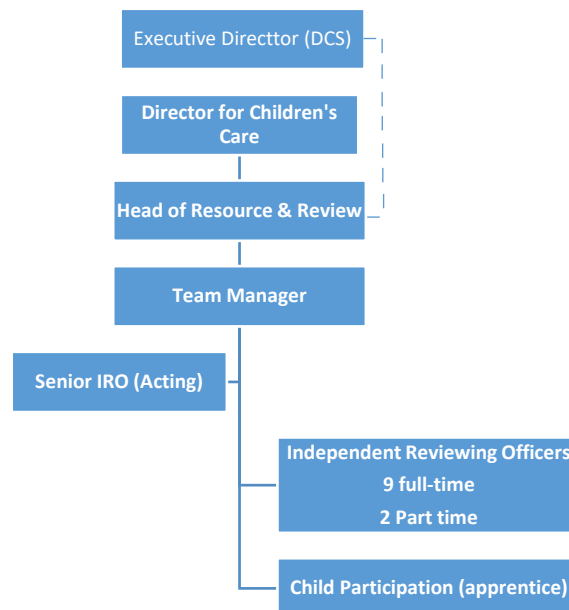 Executive Directtor (DCS)
Director for Children's
Care
Head of Resource & Review
Team Manager
Senior IRO (Acting)
Independent Reviewing Officers
9 full-time
2 Part time
Child Participation (apprentice)